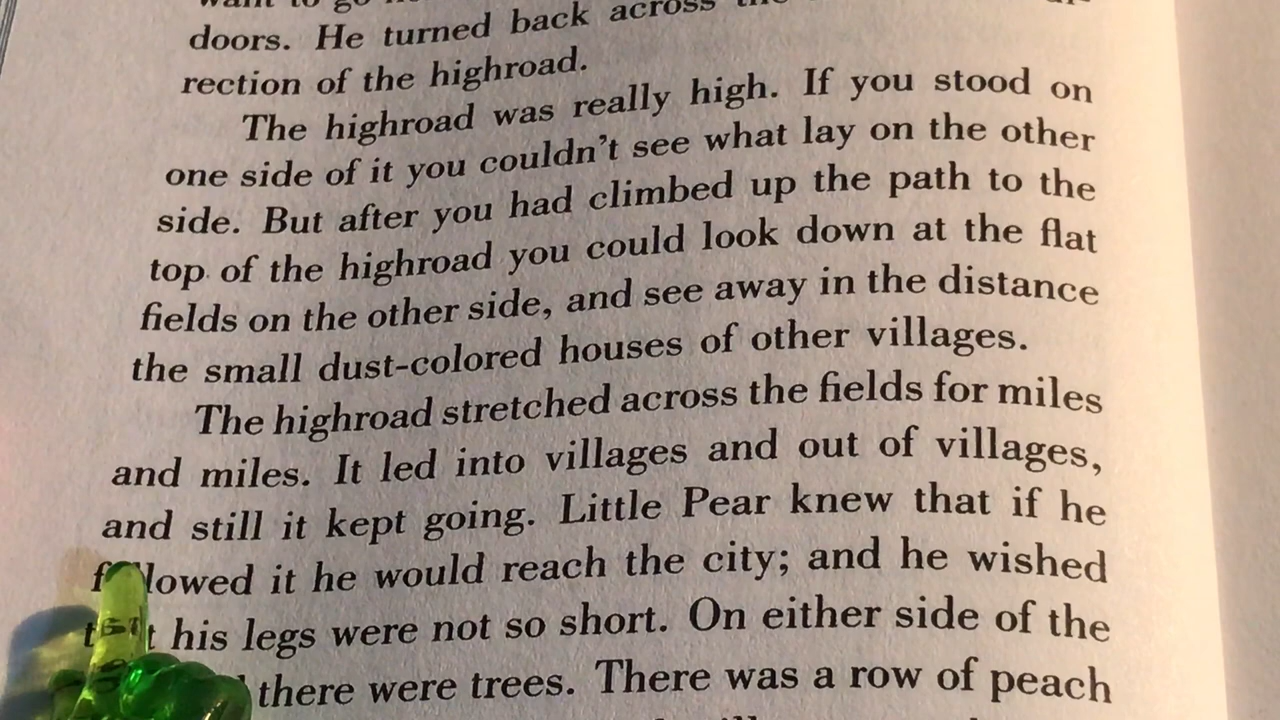 want to go
doors. He turned back across the
rection of the highroad.
The highroad was really high. If you stood on
one side of it you couldn't see what lay on the other
side. But after you had climbed up the path to the
top of the highroad you could look down at the flat
fields on the other side, and see away in the distance
the small dust-colored houses of other villages.
The highroad stretched across the fields for miles
and miles. It led into villages and out of villages,
and still it kept going. Little Pear knew that if he
followed it he would reach the city; and he wished
that his legs were not so short. On either side of the
there were trees. There was a row of peach